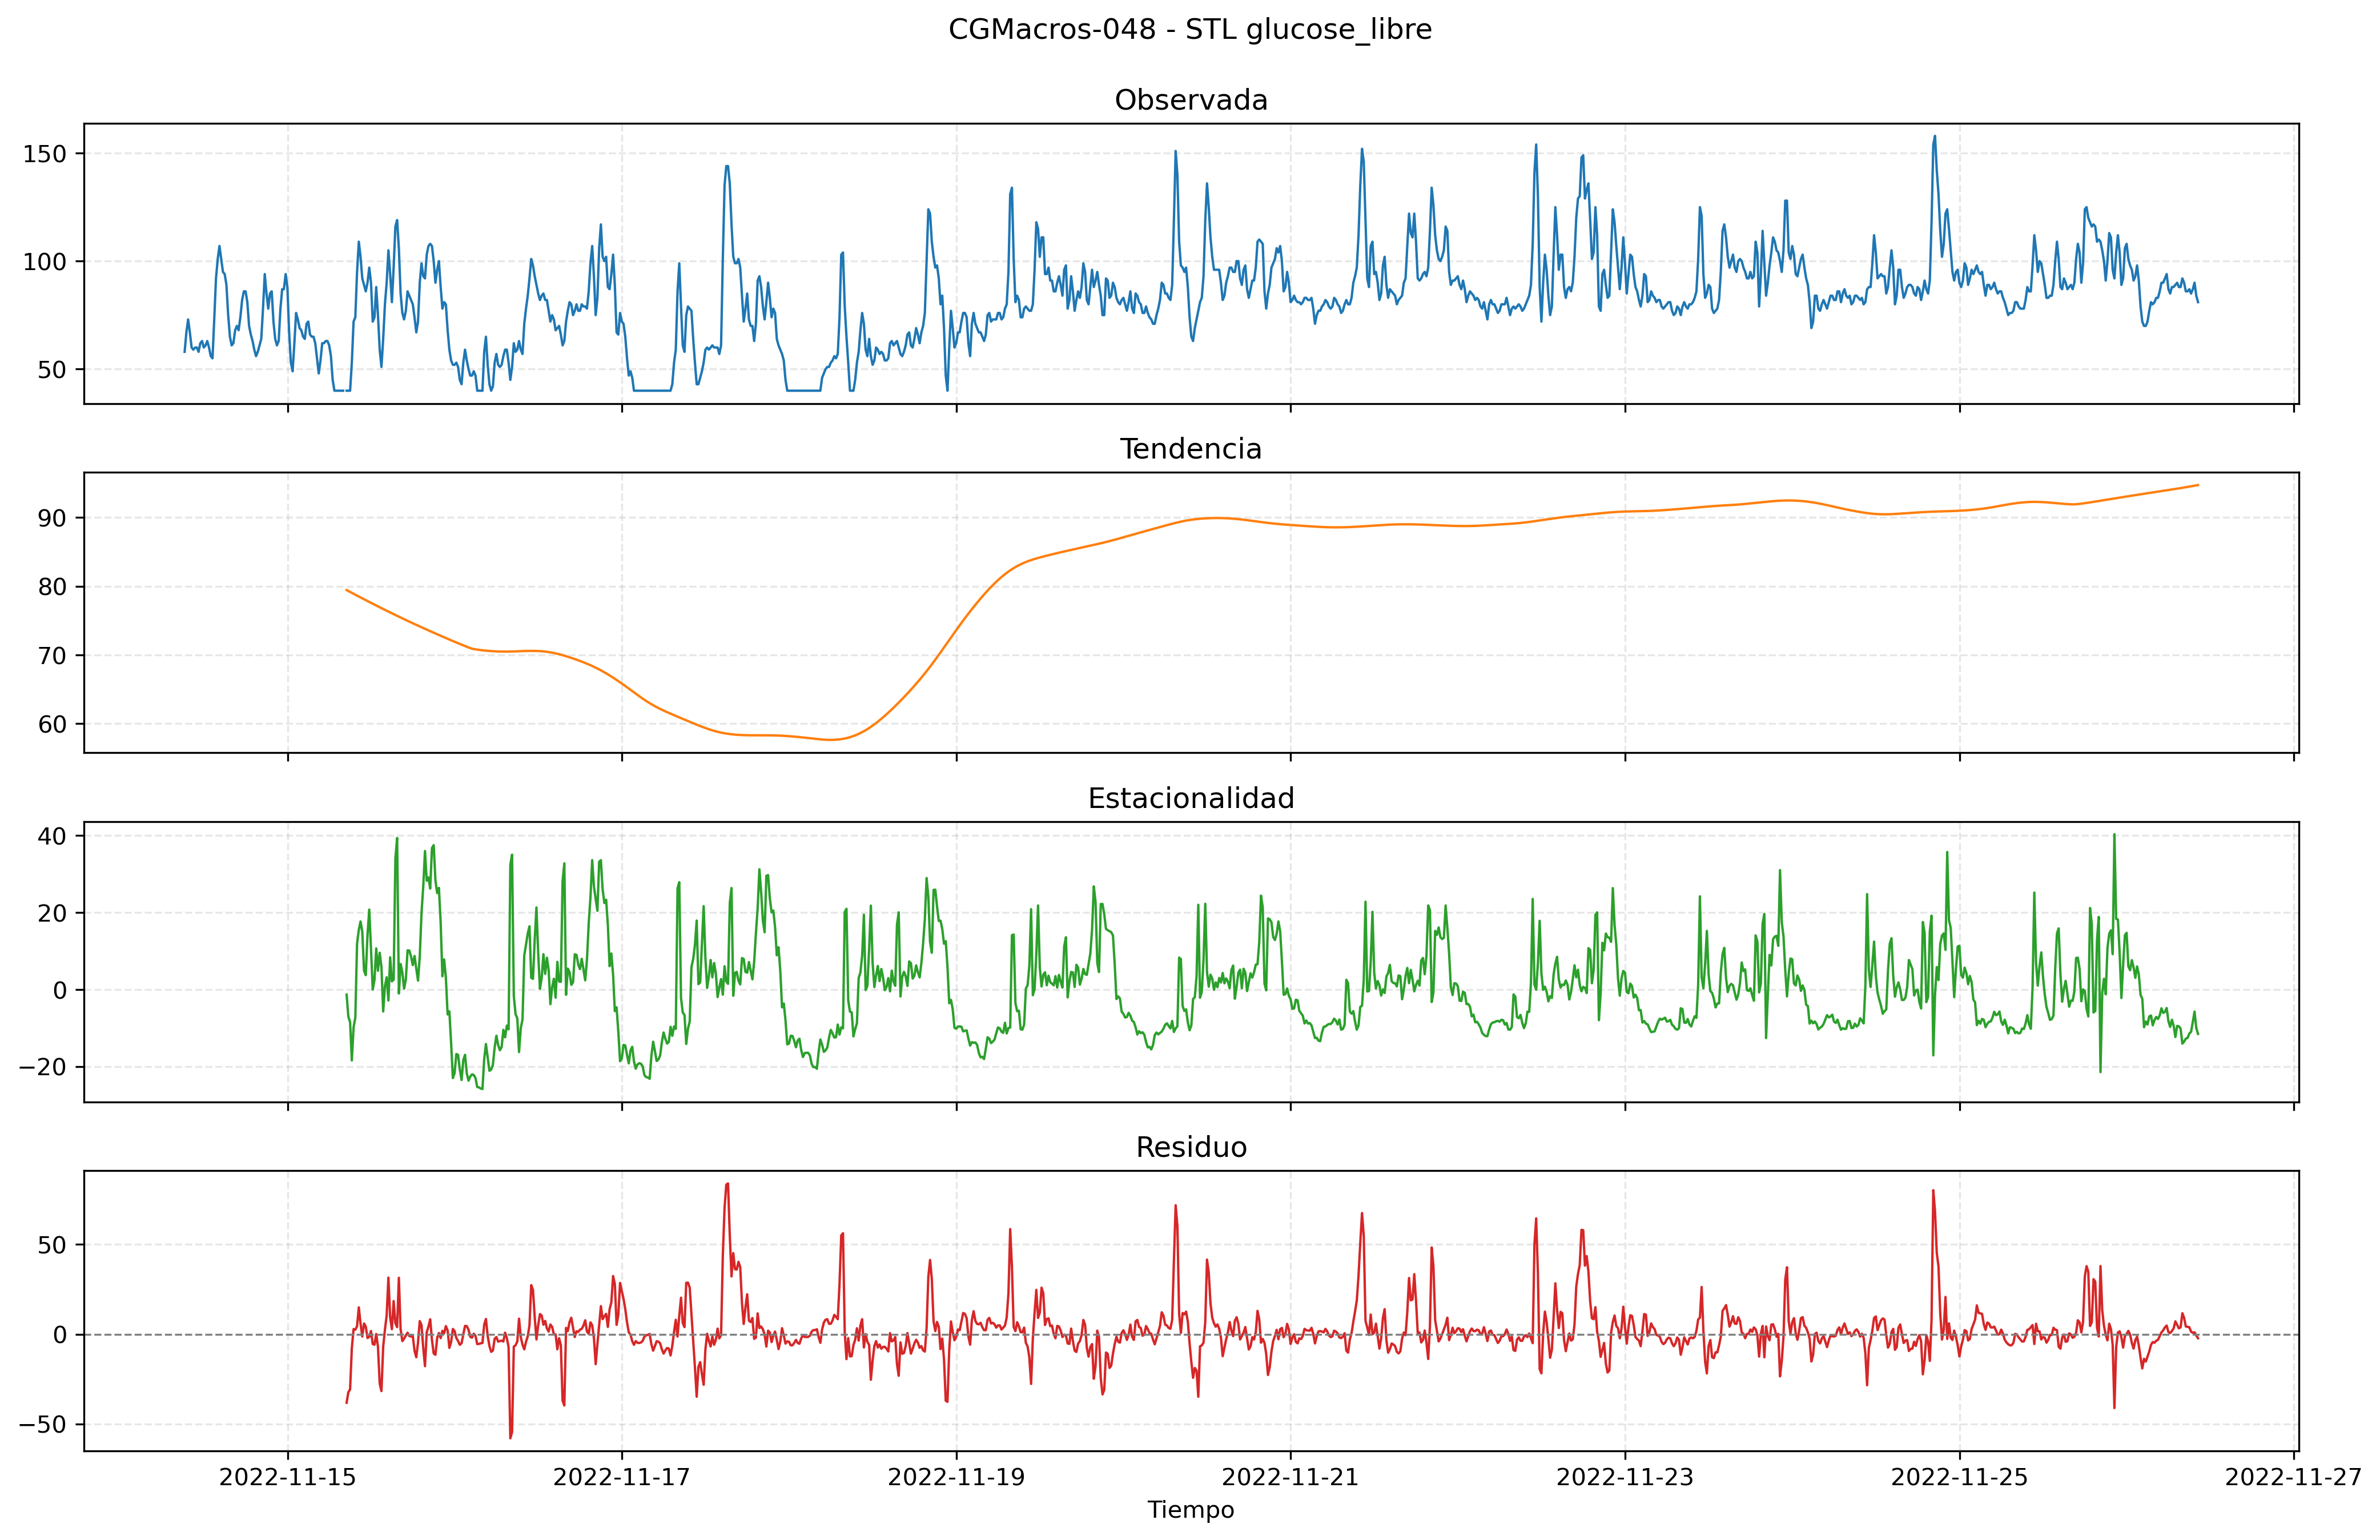 CGMacros-048 - STL glucose_libre
Observada
150
100
50
Tendencia
90
80
70
60
Estacionalidad
40
20
0
−20
Residuo
50
0
−50
2022-11-15 2022-11-17 2022-11-19 2022-11-21 2022-11-23 2022-11-25 2022-11-27
Tiempo